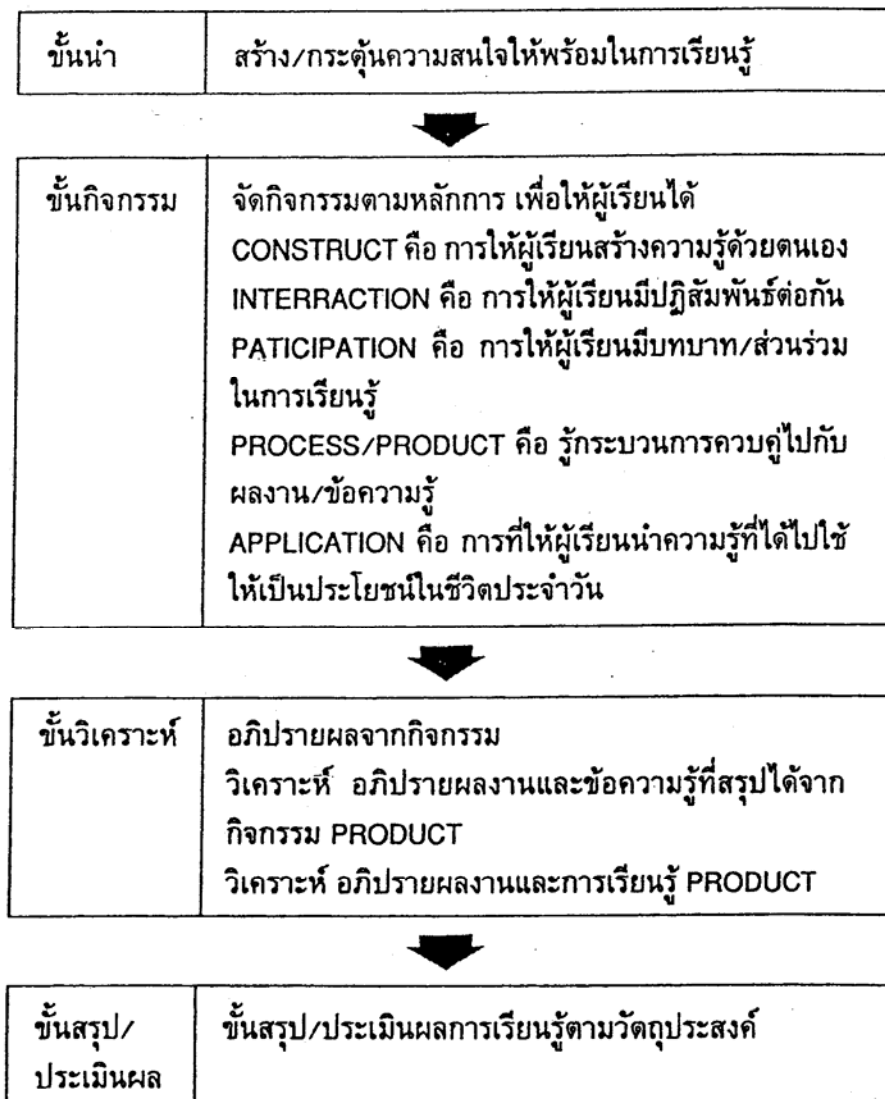 ขั้นนำ สร้าง/กระตุ้นความสนใจให้พร้อมในการเรียนรู้
ขั้นกิจกรรม จัดกิจกรรมตามหลักการ เพื่อให้ผู้เรียนได้
CONSTRUCT คือ การให้ผู้เรียนสร้างความรู้ด้วยตนเอง
INTERRACTION คือ การให้ผู้เรียนมีปฏิสัมพันธ์ต่อกัน
PATICIPATION คือ การให้ผู้เรียนมีบทบาท/ส่วนร่วม
ในการเรียนรู้
PROCESS/PRODUCT คือ รู้กระบวนการควบคู่ไปกับ
ผลงาน/ข้อความรู้
APPLICATION คือ การที่ให้ผู้เรียนนำความรู้ที่ได้ไปใช้
ให้เป็นประโยชน์ในชีวิตประจำวัน
ขั้นวิเคราะห์ อภิปรายผลจากกิจกรรม
วิเคราะห์ อภิปรายผลงานและข้อความรู้ที่สรุปได้จาก
กิจกรรม PRODUCT
วิเคราะห์ อภิปรายผลงานและการเรียนรู้ PRODUCT
ขั้นสรุป/ ขั้นสรุป/ประเมินผลการเรียนรู้ตามวัตถุประสงค์
ประเมินผล